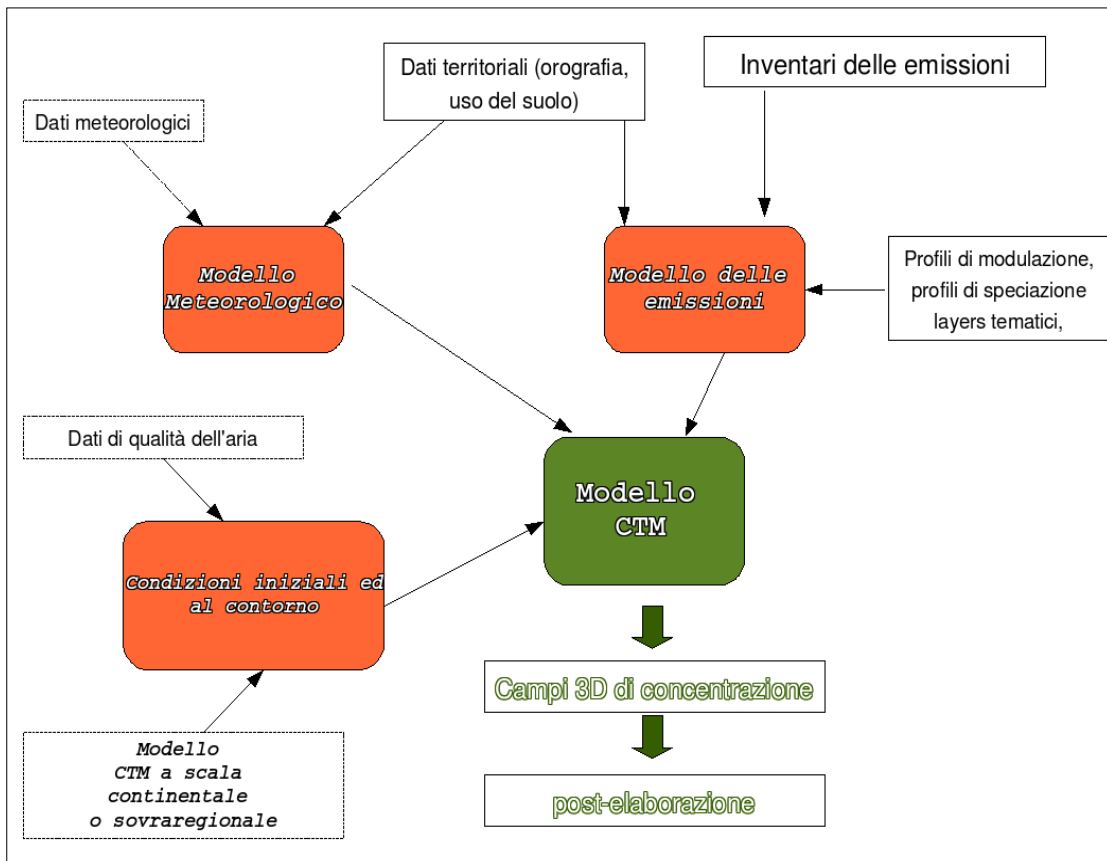 Dati territoriali (orografia,
uso del suolo)
Inventari delle emissioni
Dati meteorologici
Modello
Meteorologico
Modello delle
emissioni
Profili di modulazione,
profili di speciazione
layers tematici,
Dati di qualità dell'aria
Modello
CTM
Condizioni iniziali ed
al contorno
Campi 3D di concentrazione
Modello
CTM a scala
continentale
o sovraregionale
post-elaborazione